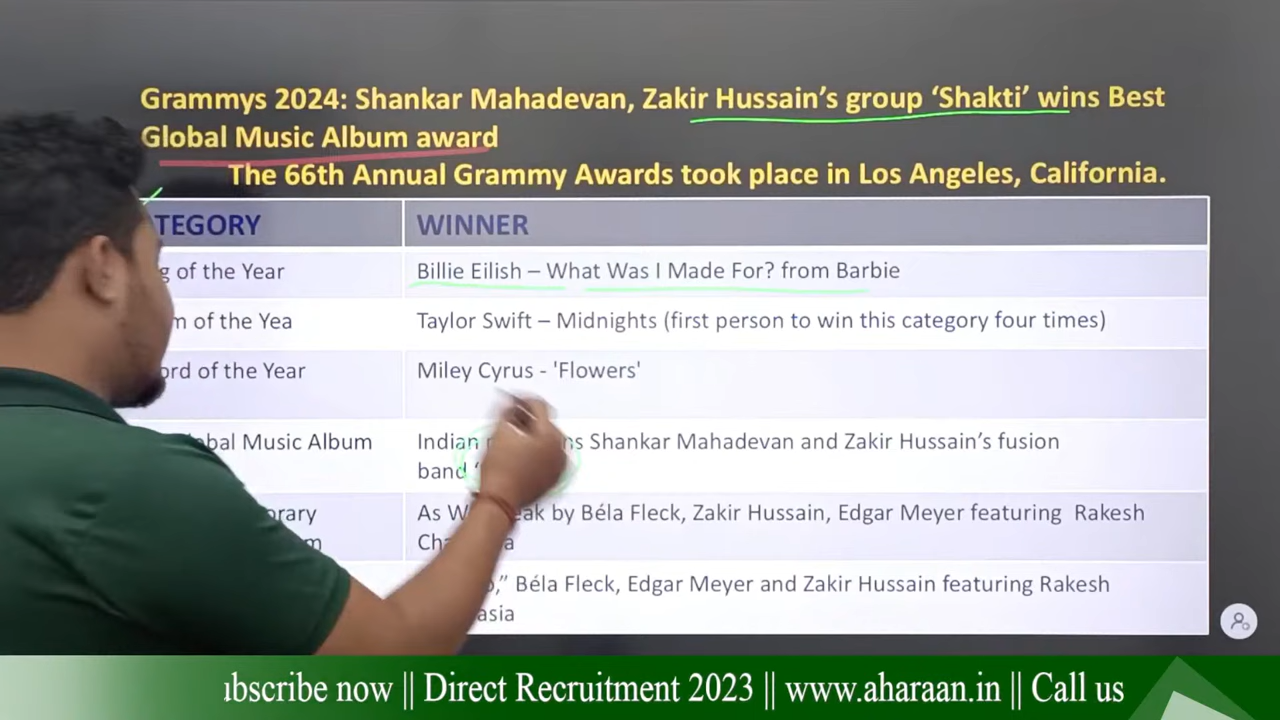 Grammys 2024: Shankar Mahadevan, Zakir Hussain's group 'Shakti' wins Best
Global Music Album award
The 66th Annual Grammy Awards took place in Los Angeles, California.
TEGORY WINNER
of the Year Billie Eilish – What Was I Made For? from Barbie
of the Yea Taylor Swift – Midnights (first person to win this category four times)
ord of the Year Miley Cyrus - 'Flowers'
bal Music Album Indian Shankar Mahadevan and Zakir Hussain's fusion
band
rary As by Béla Fleck, Zakir Hussain, Edgar Meyer featuring Rakesh
Béla Fleck, Edgar Meyer and Zakir Hussain featuring Rakesh
asia
ıbscribe now || Direct Recruitment 2023 || www.aharaan.in || Call us